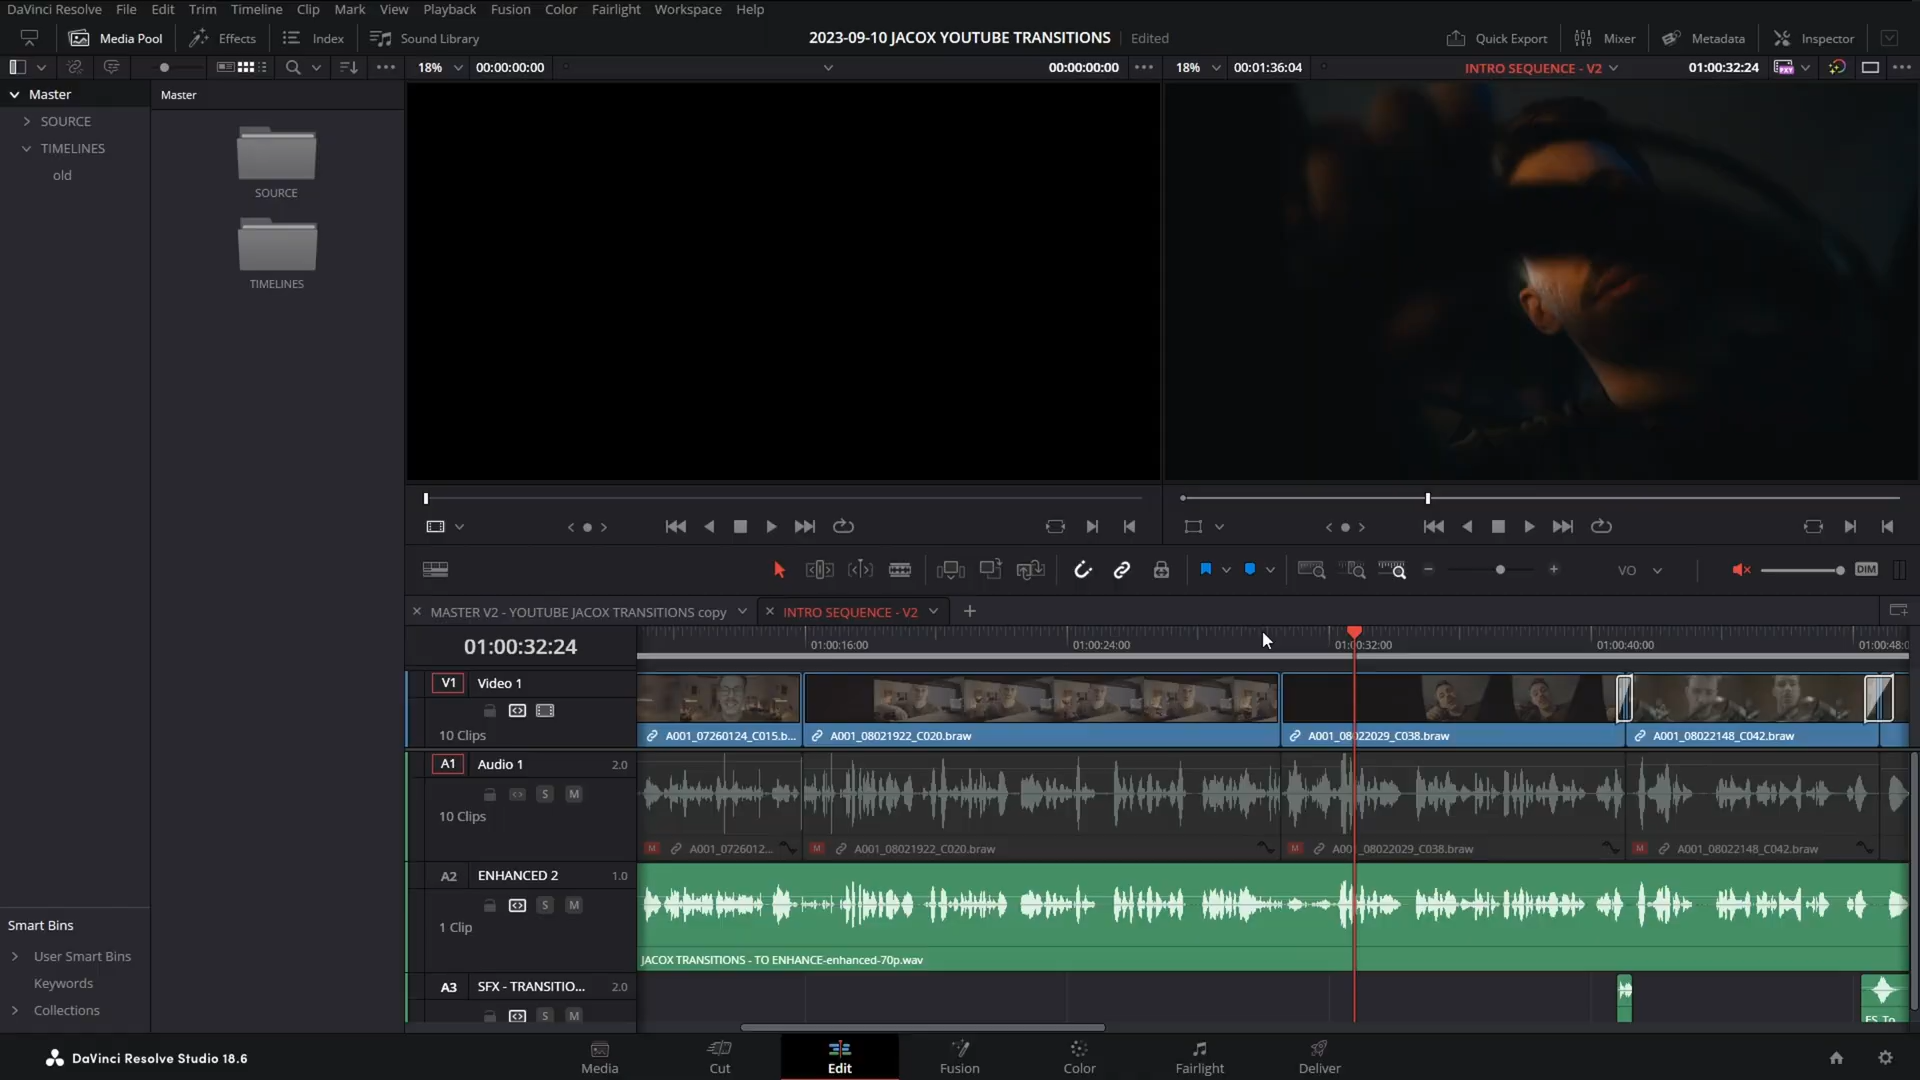 DaVinci Resolve File Edit Trim Timeline Clip Mark View Playback Fusion Color Fairlight Workspace Help
Media Pool Effects Index Sound Library 2023-09-10 JACOX YOUTUBE TRANSITIONS Edited Quick Export Mixer Metadata Inspector
18% 00:00:00:00 00:00:00:00 18% 00:01:36:04 INTRO SEQUENCE - V2 01:00:32:24
Master
SOURCE
TIMELINES
old
Master
SOURCE
TIMELINES
VO DIM
MASTER V2 - YOUTUBE JACOX TRANSITIONS copy INTRO SEQUENCE - V2
01:00:32:24 01:00:16:00 01:00:24:00 01:00:32:00 01:00:40:00 01:00:48:0
V1 Video 1
10 Clips A001_07260124_C015.b... A001_08021922_C020.braw A001_08022029_C038.braw A001_08022148_C042.braw
A1 Audio 1 2.0
S M
10 Clips
M A001_0726012... M A001_08021922_C020.braw M A001_08022029_C038.braw M A001_08022148_C042.braw
A2 ENHANCED 2 1.0
S M
1 Clip
JACOX TRANSITIONS - TO ENHANCE-enhanced-70p.wav
A3 SFX - TRANSITIO... 2.0
S M
Smart Bins
User Smart Bins
Keywords
Collections
DaVinci Resolve Studio 18.6
Media Cut Edit Fusion Color Fairlight Deliver